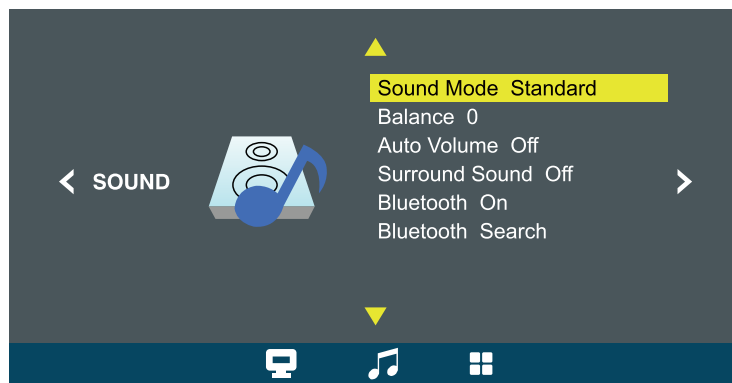 SOUND
Sound Mode Standard
Balance 0
Auto Volume Off
Surround Sound Off
Bluetooth On
Bluetooth Search